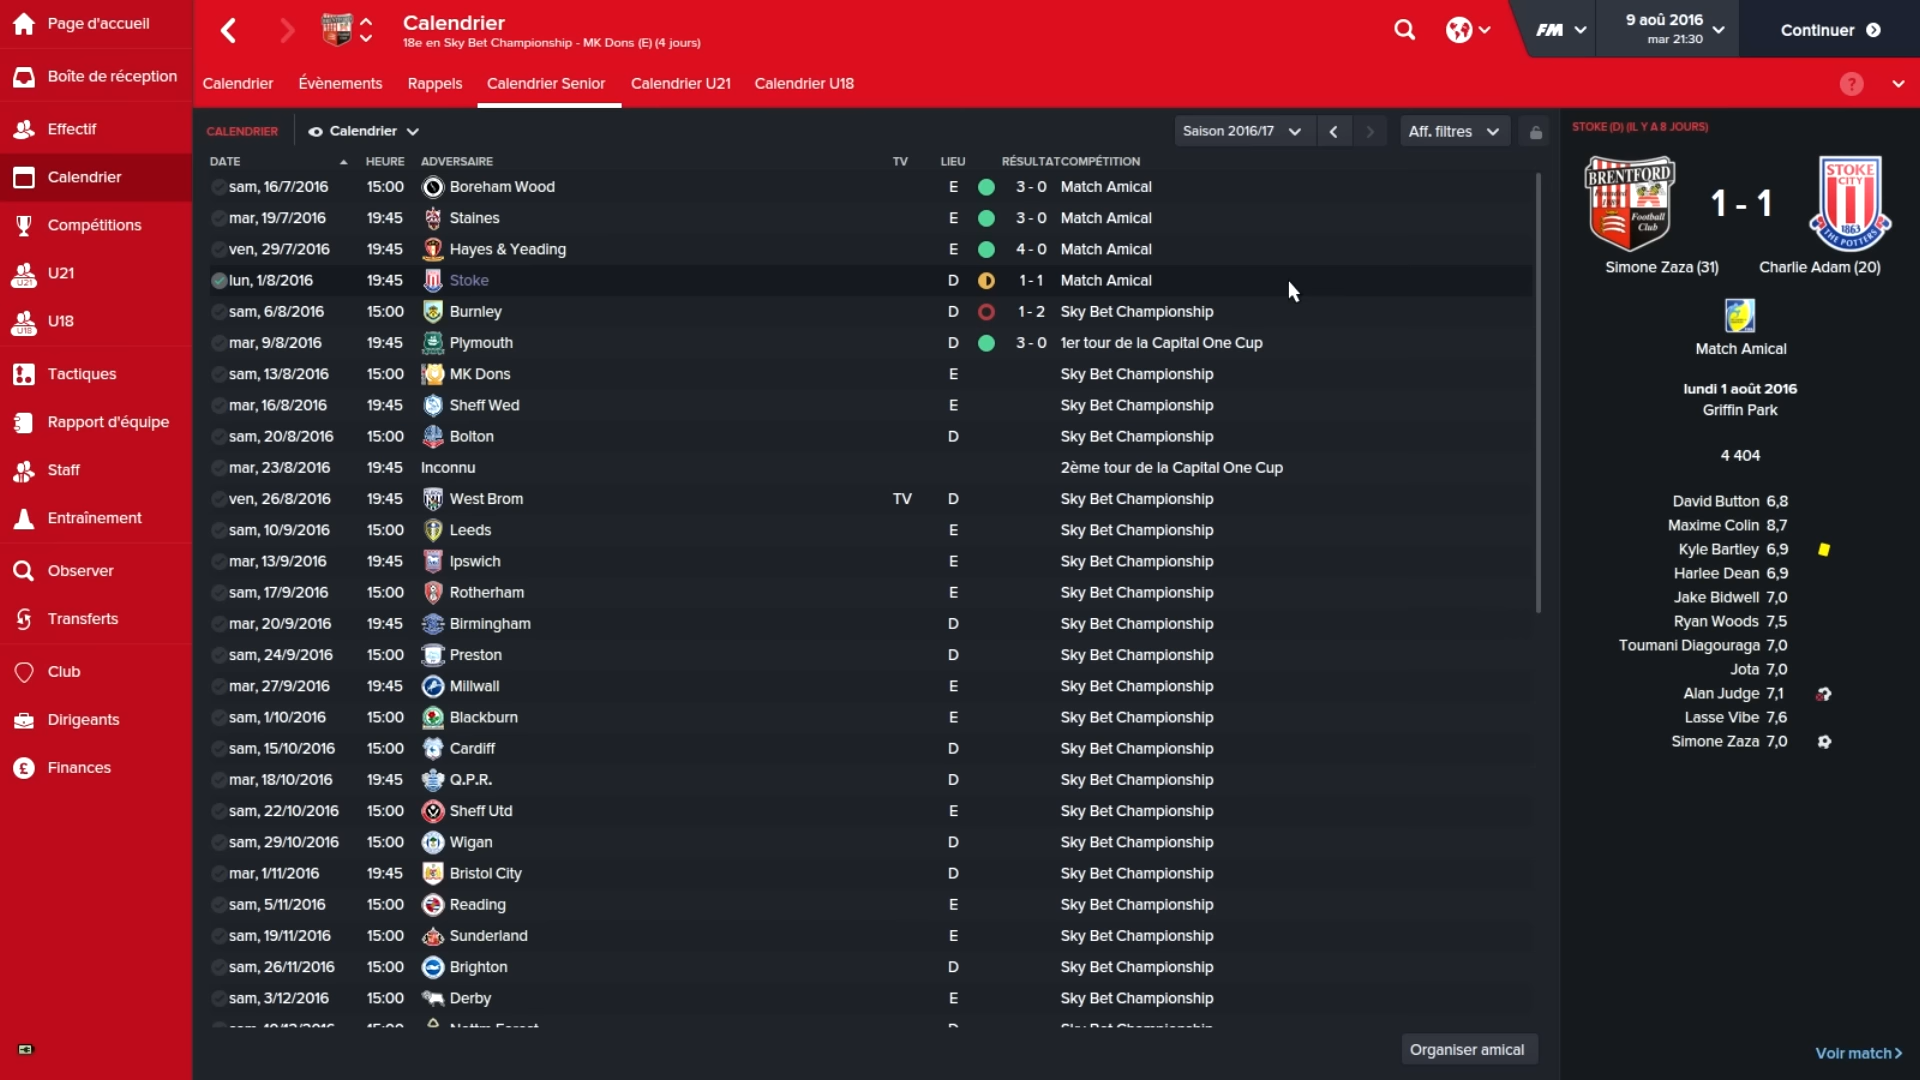 Page d'accueil
Boîte de réception
Effectif
Calendrier
Compétitions
U21
U18
Tactiques
Rapport d'équipe
Staff
Entraînement
Observer
Transferts
Club
Dirigeants
Finances
Calendrier
18e en Sky Bet Championship - MK Dons (E) (4 jours)
FM
9 aoû 2016
mar 21:30
Continuer
Calendrier Évènements Rappels Calendrier Senior Calendrier U21 Calendrier U18
CALENDRIER Calendrier Saison 2016/17 Aff. filtres
DATE HEURE ADVERSAIRE TV LIEU RÉSULTAT COMPÉTITION
sam, 16/7/2016 15:00 Boreham Wood E 3 - 0 Match Amical
mar, 19/7/2016 19:45 Staines E 3 - 0 Match Amical
ven, 29/7/2016 19:45 Hayes & Yeading E 4 - 0 Match Amical
lun, 1/8/2016 19:45 Stoke D 1 - 1 Match Amical
sam, 6/8/2016 15:00 Burnley D 1 - 2 Sky Bet Championship
mar, 9/8/2016 19:45 Plymouth D 3 - 0 1er tour de la Capital One Cup
sam, 13/8/2016 15:00 MK Dons E Sky Bet Championship
mar, 16/8/2016 19:45 Sheff Wed E Sky Bet Championship
sam, 20/8/2016 15:00 Bolton D Sky Bet Championship
mar, 23/8/2016 19:45 Inconnu 2ème tour de la Capital One Cup
ven, 26/8/2016 19:45 West Brom TV D Sky Bet Championship
sam, 10/9/2016 15:00 Leeds E Sky Bet Championship
mar, 13/9/2016 19:45 Ipswich E Sky Bet Championship
sam, 17/9/2016 15:00 Rotherham E Sky Bet Championship
mar, 20/9/2016 19:45 Birmingham D Sky Bet Championship
sam, 24/9/2016 15:00 Preston D Sky Bet Championship
mar, 27/9/2016 19:45 Millwall E Sky Bet Championship
sam, 1/10/2016 15:00 Blackburn E Sky Bet Championship
sam, 15/10/2016 15:00 Cardiff D Sky Bet Championship
mar, 18/10/2016 19:45 Q.P.R. D Sky Bet Championship
sam, 22/10/2016 15:00 Sheff Utd E Sky Bet Championship
sam, 29/10/2016 15:00 Wigan D Sky Bet Championship
mar, 1/11/2016 19:45 Bristol City D Sky Bet Championship
sam, 5/11/2016 15:00 Reading E Sky Bet Championship
sam, 19/11/2016 15:00 Sunderland E Sky Bet Championship
sam, 26/11/2016 15:00 Brighton D Sky Bet Championship
sam, 3/12/2016 15:00 Derby E Sky Bet Championship
Organiser amical
STOKE (D) (IL Y A 8 JOURS)
BRENTFORD
Football
Club
1 - 1
STOKE
CITY
1863
THE POTTERS
Simone Zaza (31) Charlie Adam (20)
Match Amical
lundi 1 août 2016
Griffin Park
4 404
David Button 6,8
Maxime Colin 8,7
Kyle Bartley 6,9
Harlee Dean 6,9
Jake Bidwell 7,0
Ryan Woods 7,5
Toumani Diagouraga 7,0
Jota 7,0
Alan Judge 7,1
Lasse Vibe 7,6
Simone Zaza 7,0
Voir match